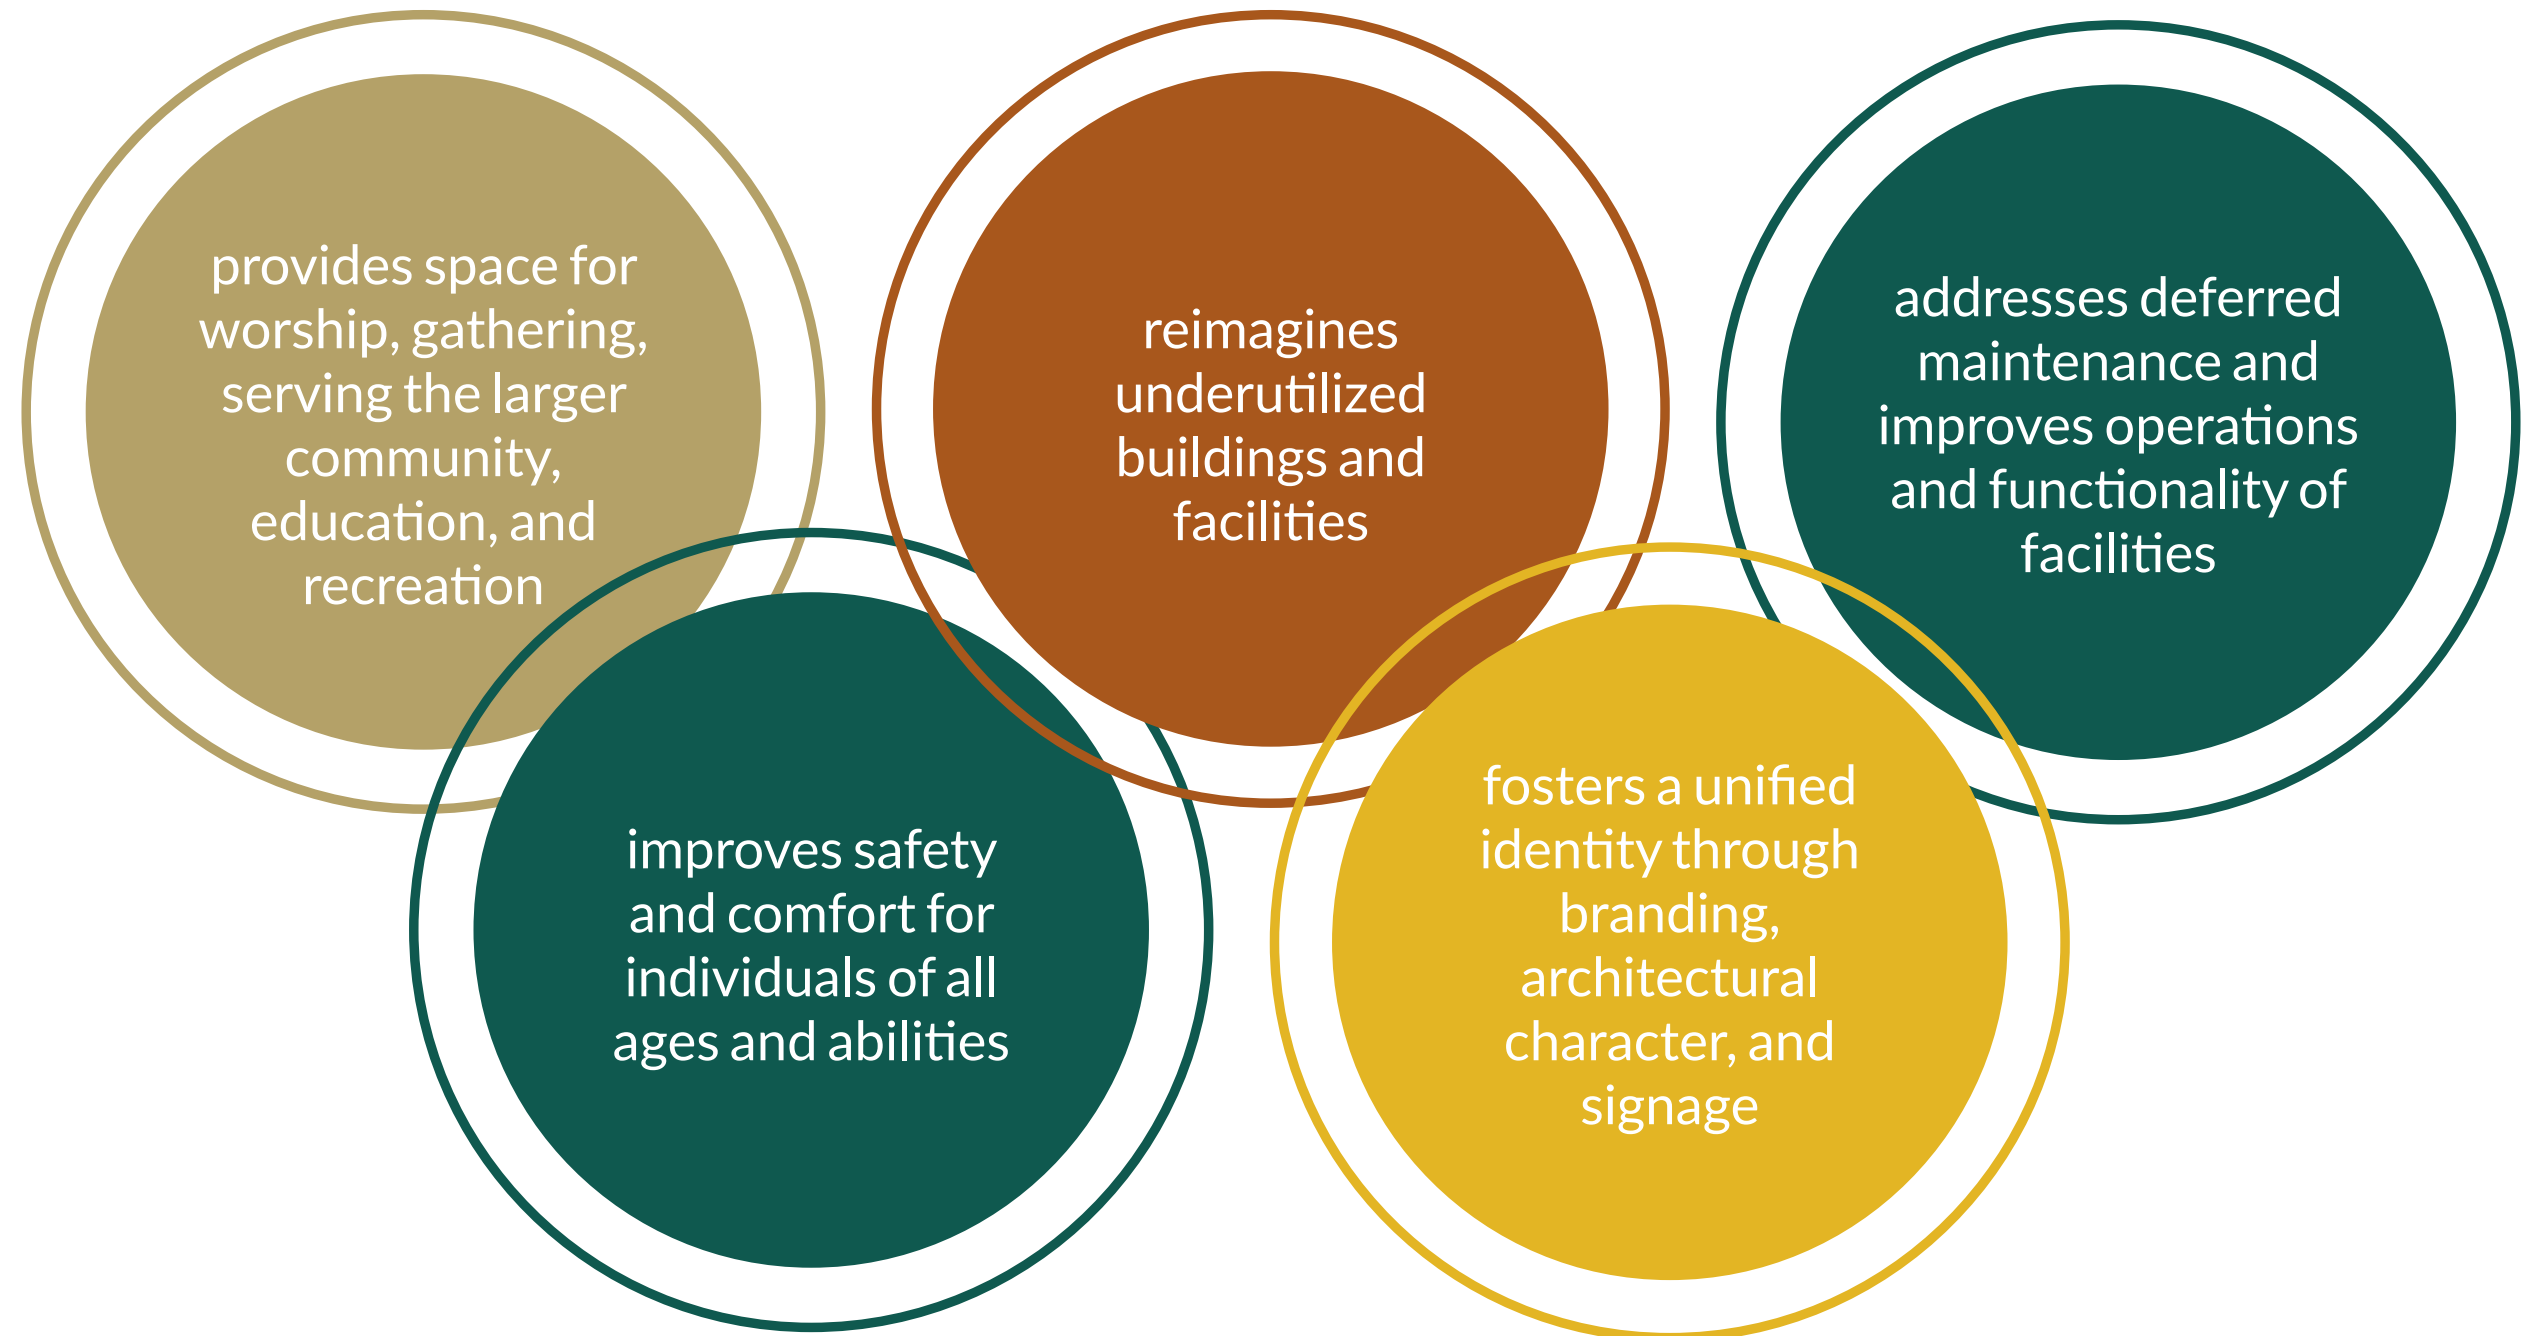 provides space for
worship, gathering,
serving the larger
community,
education, and
recreation
improves safety
and comfort for
individuals of all
ages and abilities
reimagines
underutilized
buildings and
facilities
fosters a unified
identity through
branding,
architectural
character, and
signage
addresses deferred
maintenance and
improves operations
and functionality of
facilities